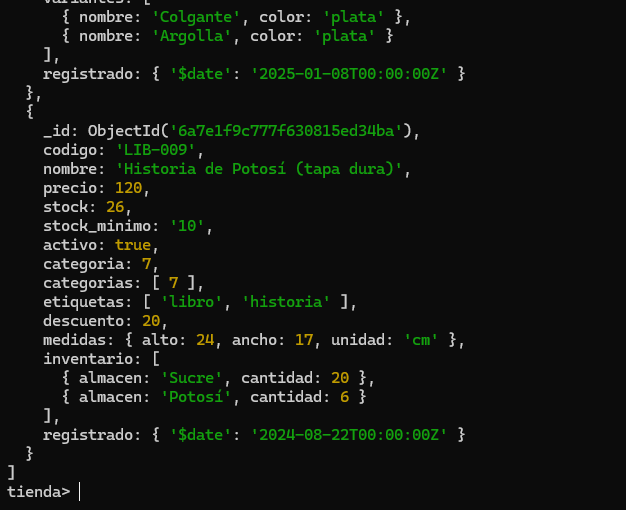 variantes: [
{ nombre: 'Colgante', color: 'plata' },
{ nombre: 'Argolla', color: 'plata' }
],
registrado: { '$date': '2025-01-08T00:00:00Z' }
},
{
_id: ObjectId('6a7e1f9c777f630815ed34ba'),
codigo: 'LIB-009',
nombre: 'Historia de Potosí (tapa dura)',
precio: 120,
stock: 26,
stock_minimo: '10',
activo: true,
categoria: 7,
categorias: [ 7 ],
etiquetas: [ 'libro', 'historia' ],
descuento: 20,
medidas: { alto: 24, ancho: 17, unidad: 'cm' },
inventario: [
{ almacen: 'Sucre', cantidad: 20 },
{ almacen: 'Potosí', cantidad: 6 }
],
registrado: { '$date': '2024-08-22T00:00:00Z' }
}
]
tienda>